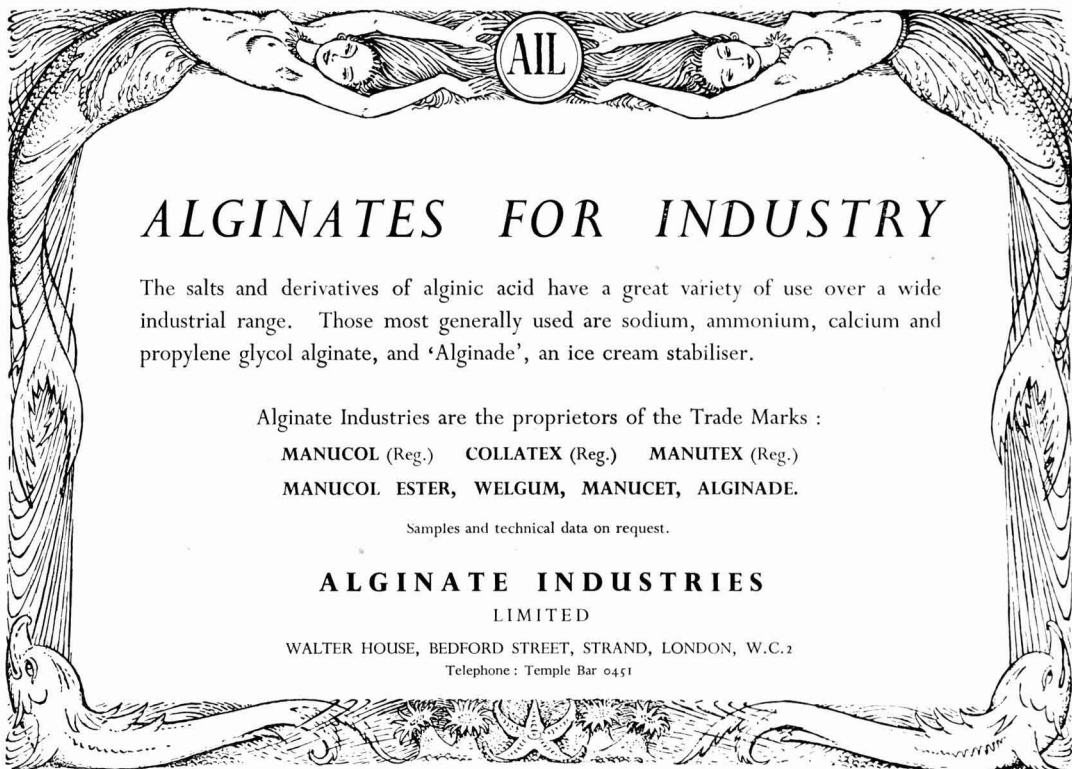 AIL
ALGINATES FOR INDUSTRY
The salts and derivatives of alginic acid have a great variety of use over a wide
industrial range. Those most generally used are sodium, ammonium, calcium and
propylene glycol alginate, and ‘Alginade’, an ice cream stabiliser.
Alginate Industries are the proprietors of the Trade Marks :
MANUCOL (Reg.) COLLATEX (Reg.) MANUTEX (Reg.)
MANUCOL ESTER, WELGUM, MANUCET, ALGINADE.
Samples and technical data on request.
ALGINATE INDUSTRIES
LIMITED
WALTER HOUSE, BEDFORD STREET, STRAND, LONDON, W.C.2
Telephone : Temple Bar 0451